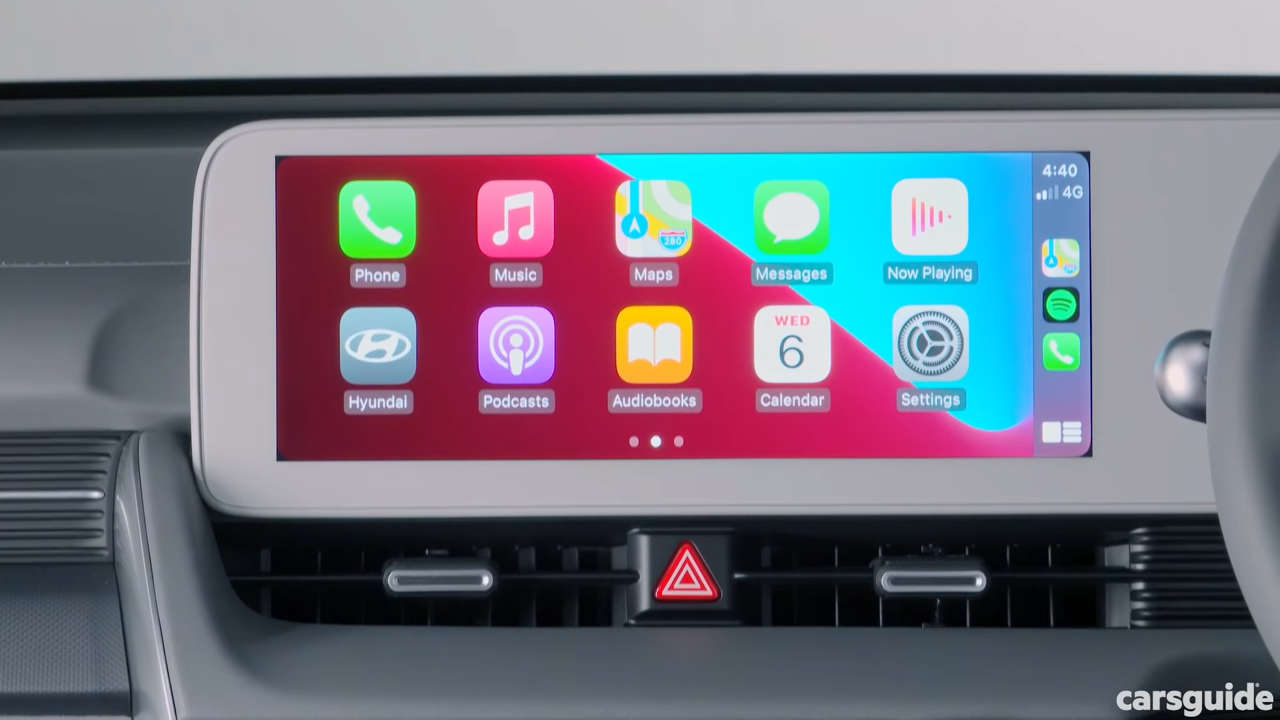 4:40
4G
Phone
Music
Maps
Messages
Now Playing
280
Hyundai
Podcasts
Audiobooks
WED
6
Calendar
Settings
carsguide